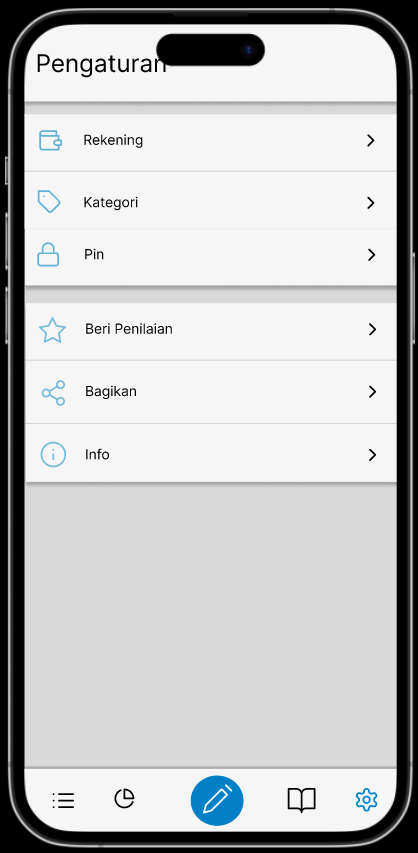 Pengaturan
Rekening
Kategori
Pin
Beri Penilaian
Bagikan
Info